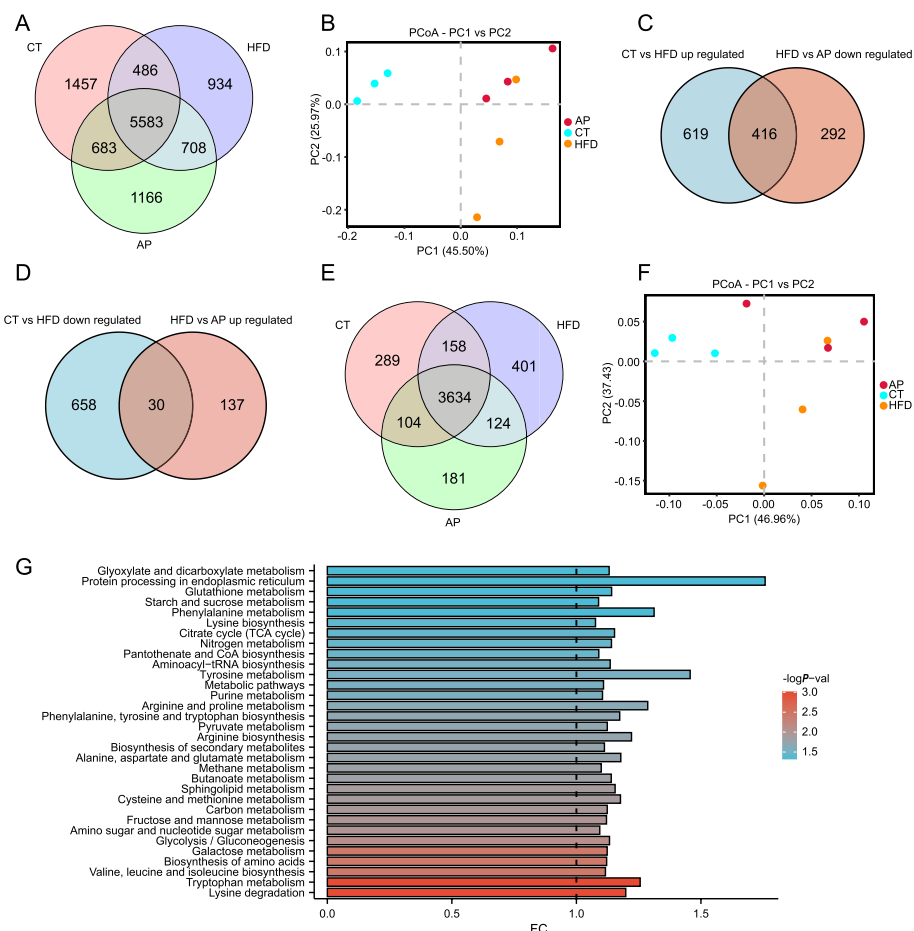 A
CT
HFD
1457
486
934
5583
683
708
1166
AP
B
PCoA - PC1 vs PC2
0.1
0.0
-0.1
-0.2
PC2 (25.97%)
-0.2
-0.1
0.0
0.1
PC1 (45.50%)
AP
CT
HFD
C
CT vs HFD up regulated
HFD vs AP down regulated
619
416
292
D
CT vs HFD down regulated
HFD vs AP up regulated
658
30
137
E
CT
HFD
289
158
401
3634
104
124
181
AP
F
PCoA - PC1 vs PC2
0.05
0.00
-0.05
-0.10
-0.15
PC2 (37.43)
-0.10
-0.05
0.00
0.05
0.10
PC1 (46.96%)
AP
CT
HFD
G
Glyoxylate and dicarboxylate metabolism
Protein processing in endoplasmic reticulum
Glutathione metabolism
Starch and sucrose metabolism
Phenylalanine metabolism
Lysine biosynthesis
Citrate cycle (TCA cycle)
Nitrogen metabolism
Pantothenate and CoA biosynthesis
Aminoacyl−tRNA biosynthesis
Tyrosine metabolism
Metabolic pathways
Purine metabolism
Arginine and proline metabolism
Phenylalanine, tyrosine and tryptophan biosynthesis
Pyruvate metabolism
Arginine biosynthesis
Biosynthesis of secondary metabolites
Alanine, aspartate and glutamate metabolism
Methane metabolism
Butanoate metabolism
Sphingolipid metabolism
Cysteine and methionine metabolism
Carbon metabolism
Fructose and mannose metabolism
Amino sugar and nucleotide sugar metabolism
Glycolysis / Gluconeogenesis
Galactose metabolism
Biosynthesis of amino acids
Valine, leucine and isoleucine biosynthesis
Tryptophan metabolism
Lysine degradation
0.0
0.5
1.0
1.5
-logP−val
3.0
2.0
1.5